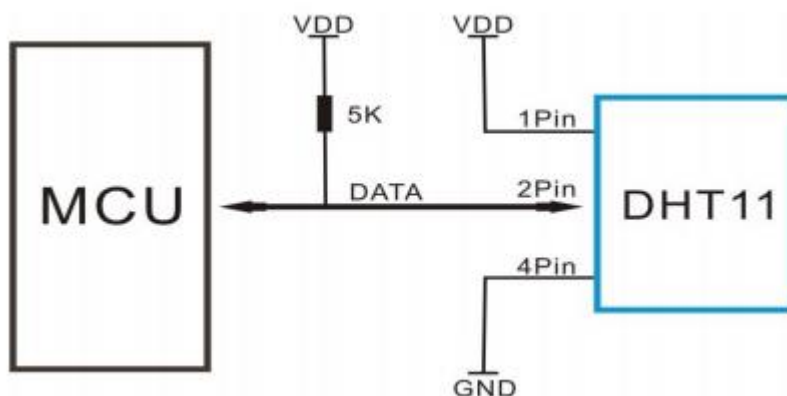 VDD
VDD
5K
1Pin
MCU
DATA
2Pin
DHT11
4Pin
GND